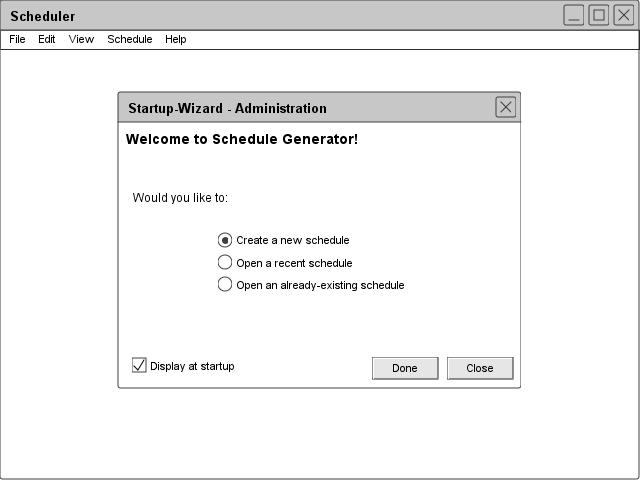 Scheduler
File Edit View Schedule Help
Startup-Wizard - Administration
Welcome to Schedule Generator!
Would you like to:
Create a new schedule
Open a recent schedule
Open an already-existing schedule
Display at startup Done Close